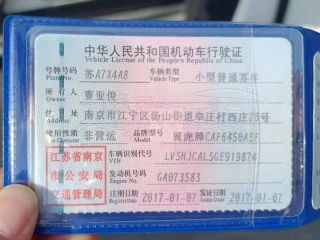 中华人民共和国机动车行驶证
Vehicle License of the People's Republic of China
号牌号码 苏A7X4A8 车辆类型 小型普通客车
Plate No. Vehicle Type
所有人 曹亚俊
Owner
住址 南京市江宁区汤山街道阜庄村西庄73号
Address
使用性质 非营运 品牌型号 翼虎牌CAF6450A5F
Use Character Model
江苏省南京市公安局交通管理局
车辆识别代号 LVSHJCAL5GE919874
VIN
发动机号码 GA073583
Engine No.
注册日期 2017-01-07 发证日期 2017-01-07
Register Date Issue Date